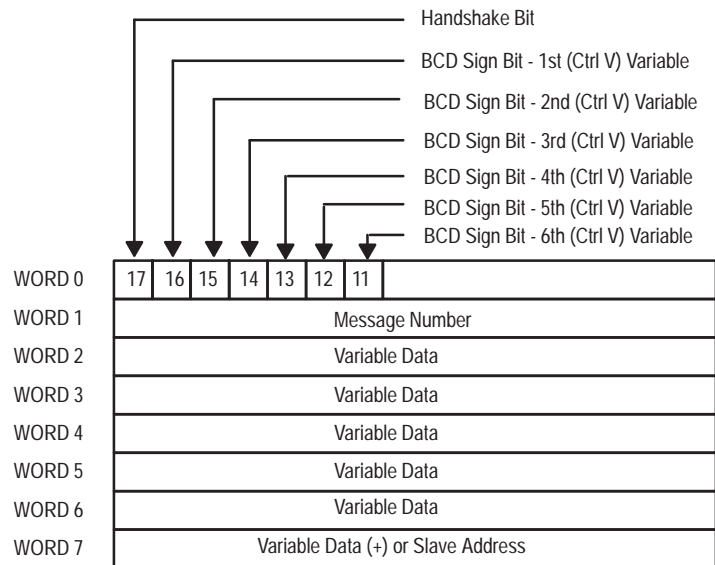 Handshake Bit
BCD Sign Bit - 1st (Ctrl V) Variable
BCD Sign Bit - 2nd (Ctrl V) Variable
BCD Sign Bit - 3rd (Ctrl V) Variable
BCD Sign Bit - 4th (Ctrl V) Variable
BCD Sign Bit - 5th (Ctrl V) Variable
BCD Sign Bit - 6th (Ctrl V) Variable
WORD 0 17 16 15 14 13 12 11
WORD 1 Message Number
WORD 2 Variable Data
WORD 3 Variable Data
WORD 4 Variable Data
WORD 5 Variable Data
WORD 6 Variable Data
WORD 7 Variable Data (+) or Slave Address